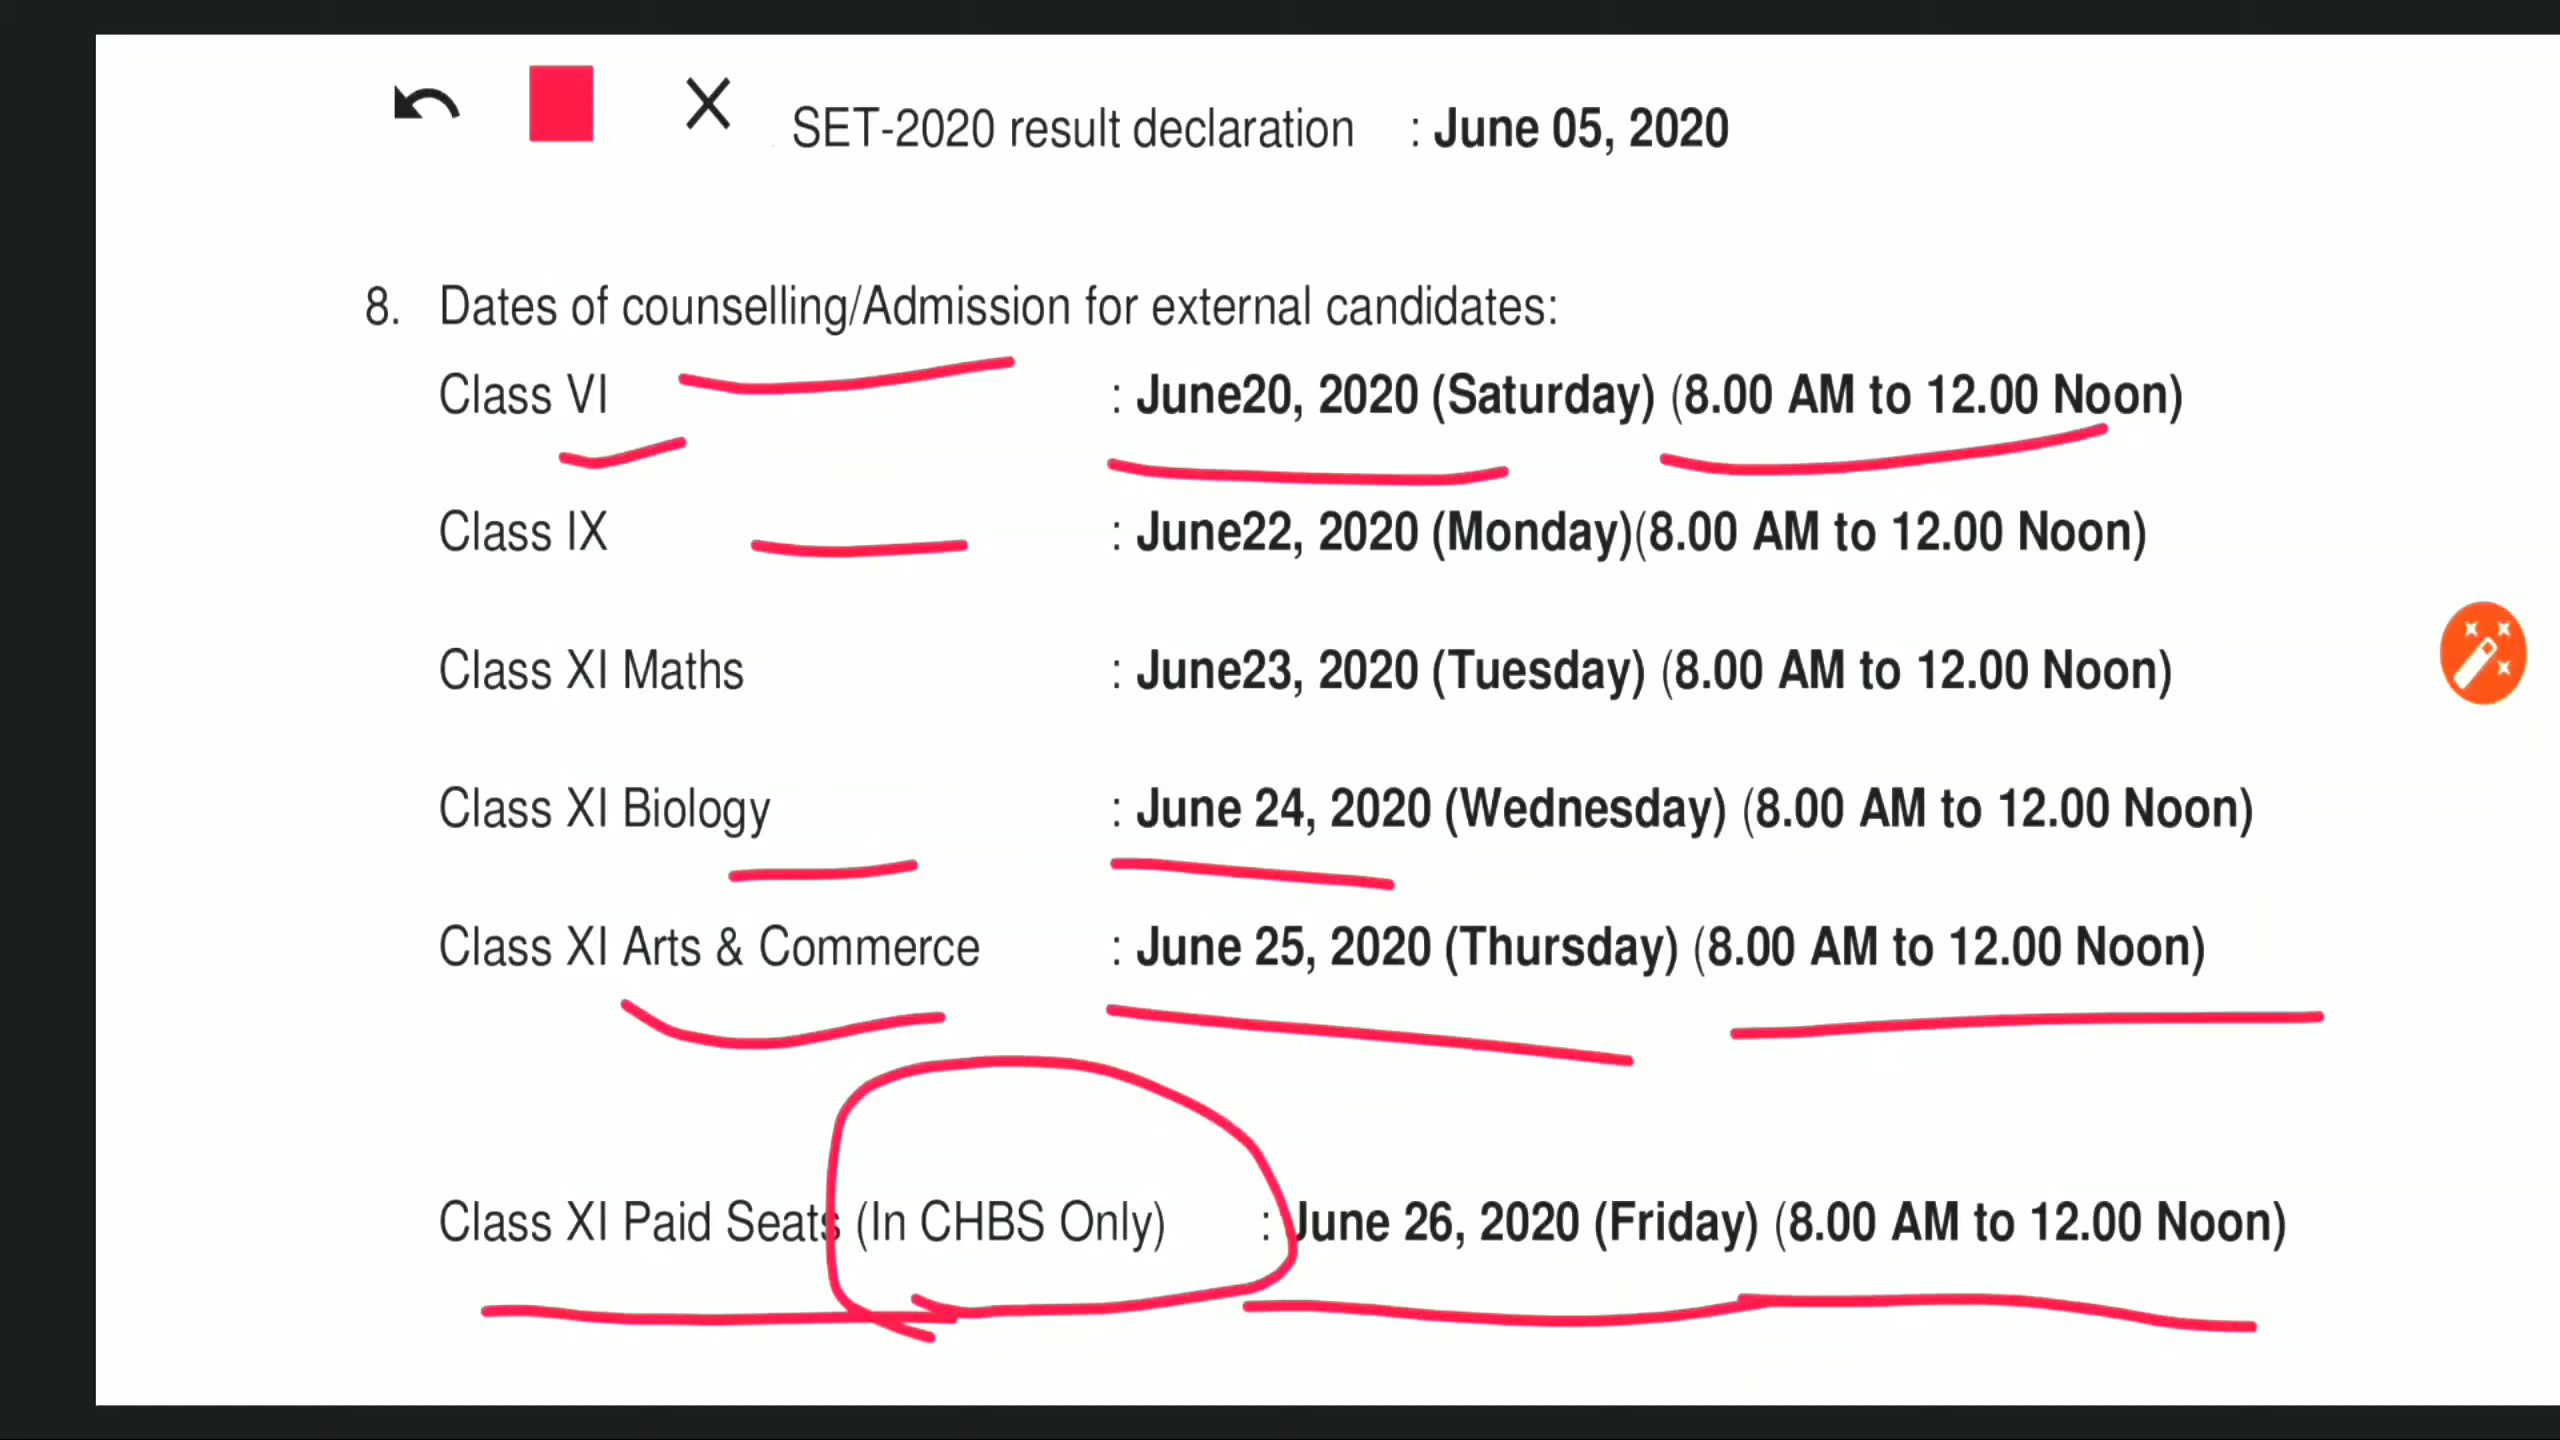 SET-2020 result declaration : June 05, 2020
8. Dates of counselling/Admission for external candidates:
Class VI : June20, 2020 (Saturday) (8.00 AM to 12.00 Noon)
Class IX : June22, 2020 (Monday)(8.00 AM to 12.00 Noon)
Class XI Maths : June23, 2020 (Tuesday) (8.00 AM to 12.00 Noon)
Class XI Biology : June 24, 2020 (Wednesday) (8.00 AM to 12.00 Noon)
Class XI Arts & Commerce : June 25, 2020 (Thursday) (8.00 AM to 12.00 Noon)
Class XI Paid Seats (In CHBS Only) : June 26, 2020 (Friday) (8.00 AM to 12.00 Noon)